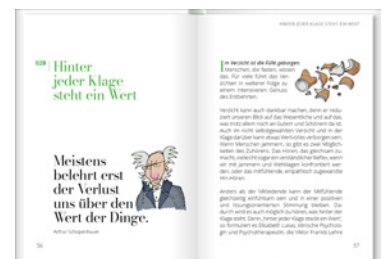 028 Hinter
jeder Klage
steht ein Wert
Meistens
belehrt erst
der Verlust
uns über den
Wert der Dinge.
Arthur Schopenhauer
56
HINTER JEDER KLAGE STEHT EIN WERT
Im Verzicht ist die Fülle geborgen.
Menschen, die fasten, wissen
das. Für viele führt das Ver-
zichten in weiterer Folge zu
einem intensiveren Genuss
des Entbehrten.
Verzicht kann auch dankbar machen, denn er redu-
ziert unseren Blick auf das Wesentliche und auf das,
was trotz allem noch an Gutem und Schönem da ist.
Auch im nicht selbstgewählten Verzicht und in der
Klage darüber kann etwas Wertvolles verborgen sein.
Wenn Menschen jammern, so gibt es zwei Möglich-
keiten des Zuhörens. Das Hören, das gleichsam zu-
macht, vielleicht sogar ein verständlicher Reflex, wenn
wir mit Jammern und Wehklagen konfrontiert wer-
den, oder das mitfühlende, empathisch zugewandte
Hin-Hören.
Anders als der Mitleidende kann der Mitfühlende
gleichzeitig einfühlsam sein und in einer positiven
und lösungsorientierten Stimmung bleiben. Da-
durch wird es auch möglich zu hören, was hinter der
Klage steht. Denn „hinter jeder Klage steckt ein Wert",
so formuliert es Elisabeth Lukas, klinische Psycholo-
gin und Psychotherapeutin, die Viktor Frankls Lehre
57